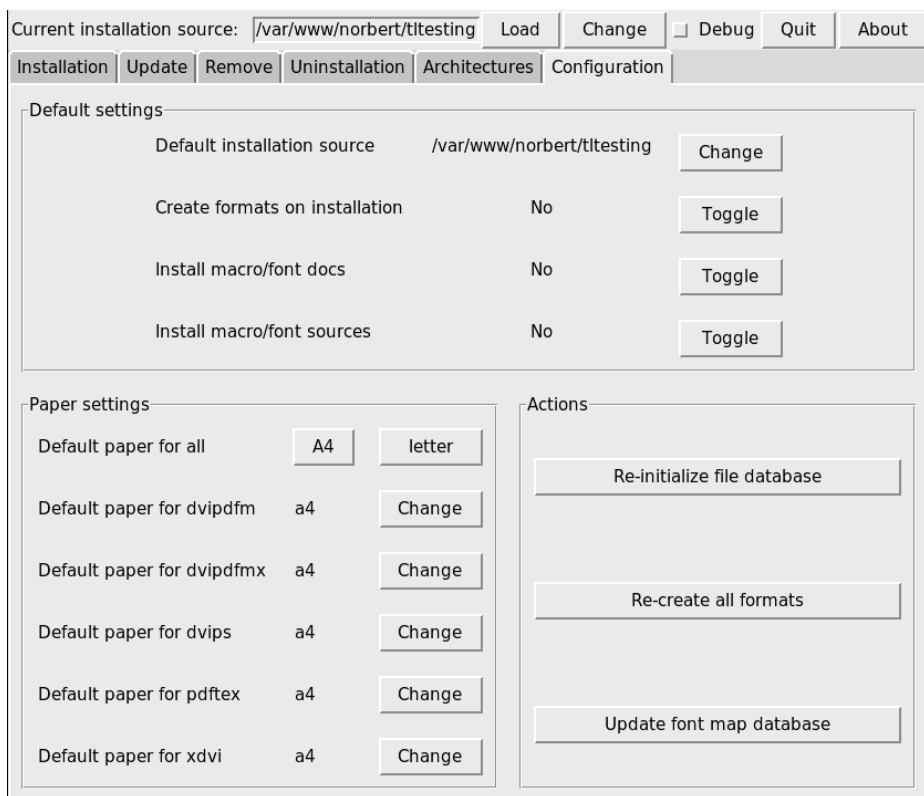 Current installation source: /var/www/norbert/tltesting Load Change Debug Quit About
Installation Update Remove Uninstallation Architectures Configuration
Default settings
Default installation source /var/www/norbert/tltesting Change
Create formats on installation No Toggle
Install macro/font docs No Toggle
Install macro/font sources No Toggle
Paper settings
Default paper for all A4 letter
Default paper for dvipdfm a4 Change
Default paper for dvipdfmx a4 Change
Default paper for dvips a4 Change
Default paper for pdftex a4 Change
Default paper for xdvi a4 Change
Actions
Re-initialize file database
Re-create all formats
Update font map database